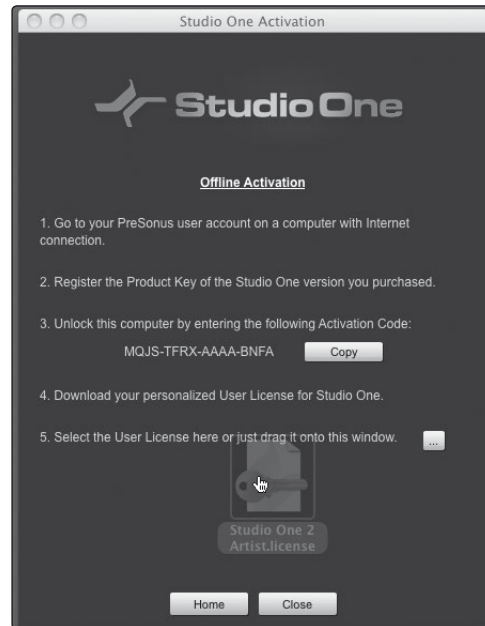 Studio One Activation
Studio One
Offline Activation
1. Go to your PreSonus user account on a computer with Internet
connection.
2. Register the Product Key of the Studio One version you purchased.
3. Unlock this computer by entering the following Activation Code:
MQJS-TFRX-AAAA-BNFA Copy
4. Download your personalized User License for Studio One.
5. Select the User License here or just drag it onto this window. ...
Studio One 2
Artist.license
Home Close